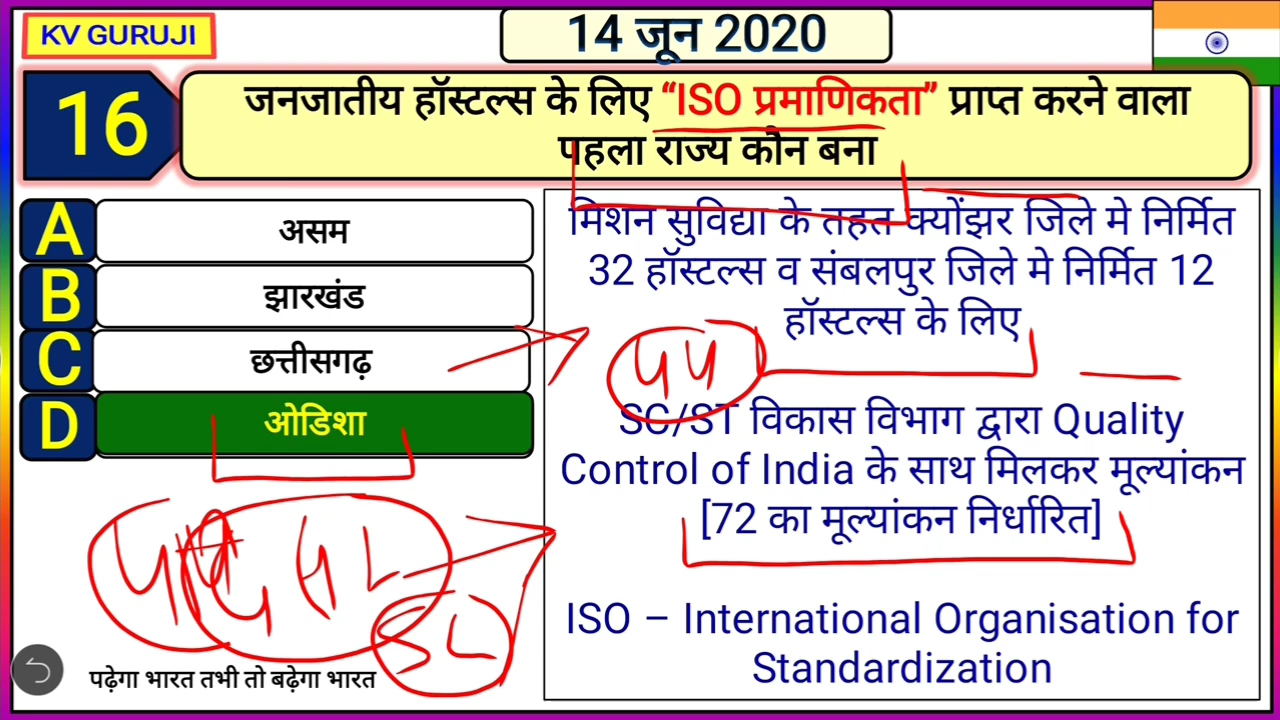 KV GURUJI
14 जून 2020
16
जनजातीय हॉस्टल्स के लिए “ISO प्रमाणिकता” प्राप्त करने वाला
पहला राज्य कौन बना
A
असम
B
झारखंड
C
छत्तीसगढ़
D
ओडिशा
मिशन सुविद्या के तहत क्योंझर जिले मे निर्मित
32 हॉस्टल्स व संबलपुर जिले मे निर्मित 12
हॉस्टल्स के लिए
SC/ST विकास विभाग द्वारा Quality
Control of India के साथ मिलकर मूल्यांकन
[72 का मूल्यांकन निर्धारित]
ISO – International Organisation for
Standardization
पढ़ेगा भारत तभी तो बढ़ेगा भारत